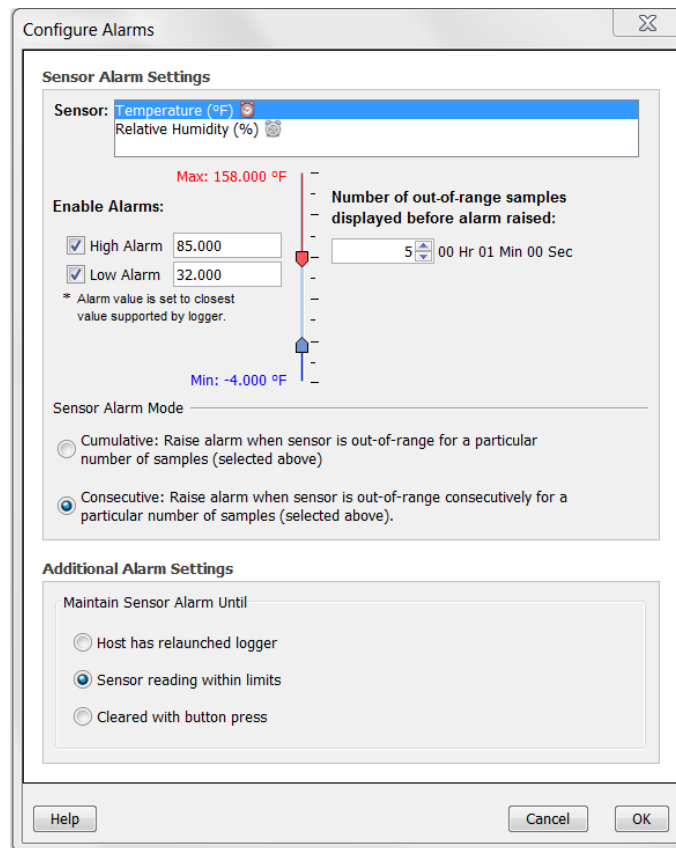 Configure Alarms
Sensor Alarm Settings
Sensor: Temperature (ºF)
Relative Humidity (%)
Max: 158.000 ºF
Number of out-of-range samples
displayed before alarm raised:
Enable Alarms:
High Alarm 85.000
5 00 Hr 01 Min 00 Sec
Low Alarm 32.000
* Alarm value is set to closest
value supported by logger.
Min: -4.000 ºF
Sensor Alarm Mode
Cumulative: Raise alarm when sensor is out-of-range for a particular
number of samples (selected above)
Consecutive: Raise alarm when sensor is out-of-range consecutively for a
particular number of samples (selected above).
Additional Alarm Settings
Maintain Sensor Alarm Until
Host has relaunched logger
Sensor reading within limits
Cleared with button press
Help Cancel OK